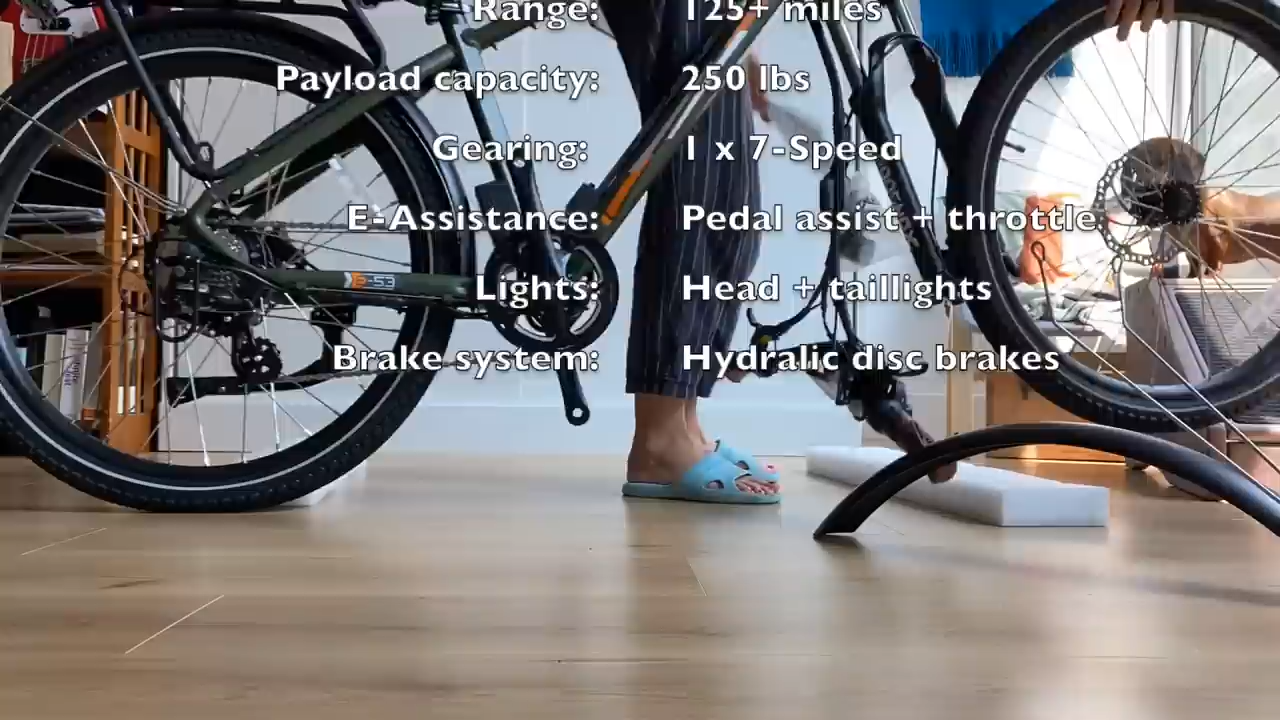 Range: 125+ miles
Payload capacity: 250 lbs
Gearing: 1 x 7-Speed
E-Assistance: Pedal assist + throttle
E-53
Lights: Head + taillights
Brake system: Hydralic disc brakes